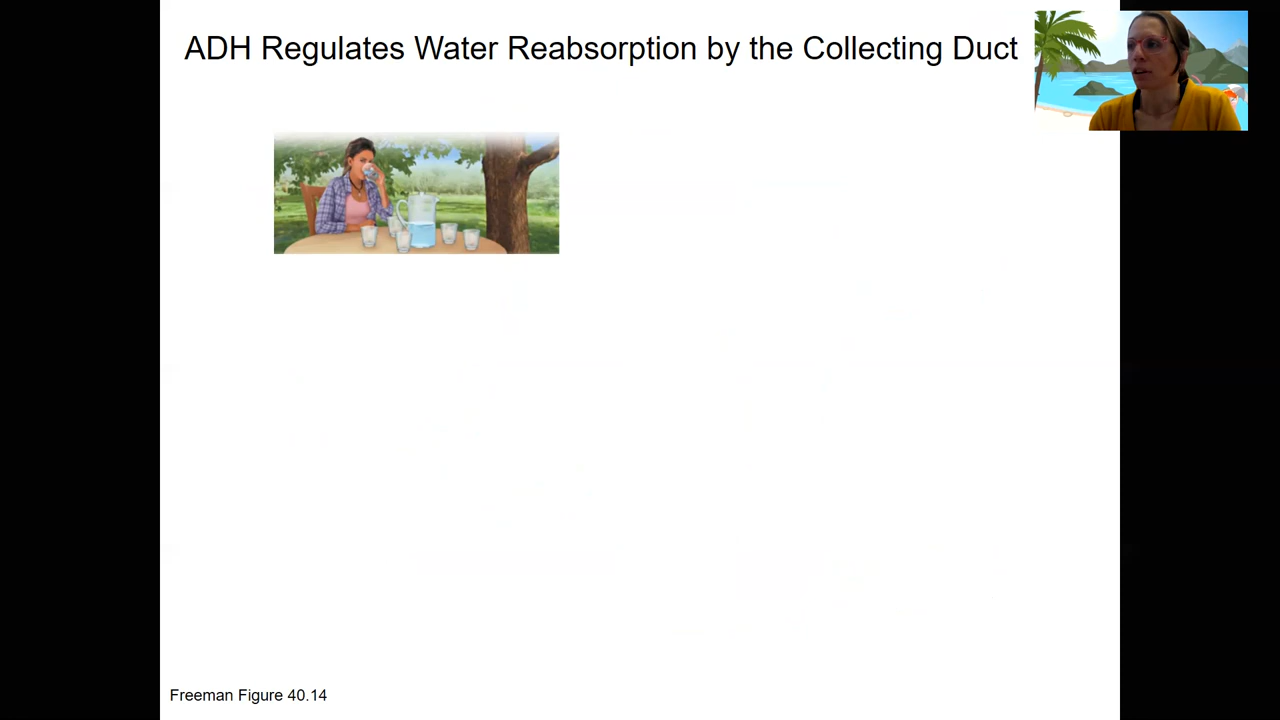 ADH Regulates Water Reabsorption by the Collecting Duct
Freeman Figure 40.14